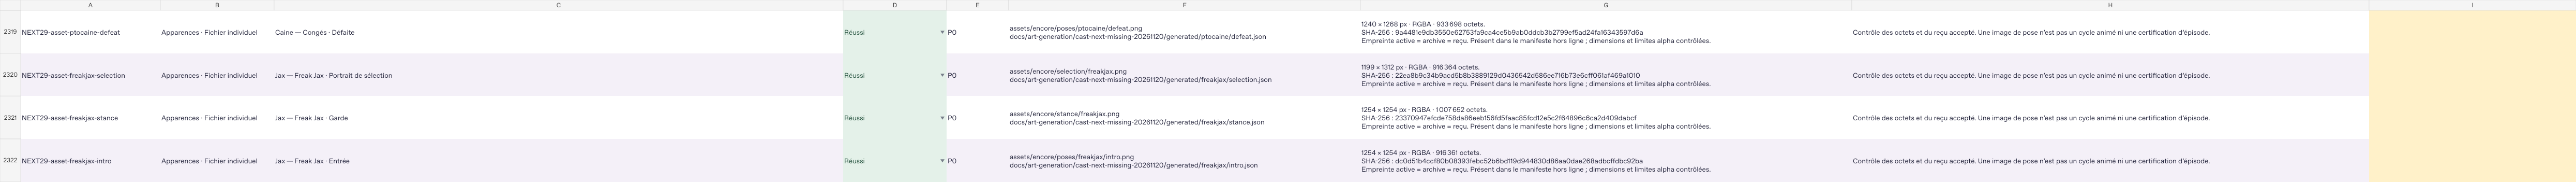 A B C D E F G H I
2319 NEXT29-asset-ptocaine-defeat Apparences · Fichier individuel Caine — Congés · Défaite Réussi P0
assets/encore/poses/ptocaine/defeat.png
docs/art-generation/cast-next-missing-20261120/generated/ptocaine/defeat.json
1240 × 1268 px · RGBA · 933 698 octets.
SHA-256 : 9a4481e9db3550e62753fa9ca4ce5b9ab0ddcb3b2799ef5ad24fa16343597d6a
Empreinte active = archive = reçu. Présent dans le manifeste hors ligne ; dimensions et limites alpha contrôlées.
Contrôle des octets et du reçu accepté. Une image de pose n'est pas un cycle animé ni une certification d'épisode.
2320 NEXT29-asset-freakjax-selection Apparences · Fichier individuel Jax — Freak Jax · Portrait de sélection Réussi P0
assets/encore/selection/freakjax.png
docs/art-generation/cast-next-missing-20261120/generated/freakjax/selection.json
1199 × 1312 px · RGBA · 916 364 octets.
SHA-256 : 22ea8b9c34b9acd5b8b3889129d0436542d586ee716b73e6cff061af469a1010
Empreinte active = archive = reçu. Présent dans le manifeste hors ligne ; dimensions et limites alpha contrôlées.
Contrôle des octets et du reçu accepté. Une image de pose n'est pas un cycle animé ni une certification d'épisode.
2321 NEXT29-asset-freakjax-stance Apparences · Fichier individuel Jax — Freak Jax · Garde Réussi P0
assets/encore/stance/freakjax.png
docs/art-generation/cast-next-missing-20261120/generated/freakjax/stance.json
1254 × 1254 px · RGBA · 1 007 652 octets.
SHA-256 : 23370947efcde758da86eeb156fd5faac85fcd12e5c2f64896c6ca2d409dabcf
Empreinte active = archive = reçu. Présent dans le manifeste hors ligne ; dimensions et limites alpha contrôlées.
Contrôle des octets et du reçu accepté. Une image de pose n'est pas un cycle animé ni une certification d'épisode.
2322 NEXT29-asset-freakjax-intro Apparences · Fichier individuel Jax — Freak Jax · Entrée Réussi P0
assets/encore/poses/freakjax/intro.png
docs/art-generation/cast-next-missing-20261120/generated/freakjax/intro.json
1254 × 1254 px · RGBA · 916 361 octets.
SHA-256 : dc0d51b4ccf80b08393febc52b6bd119d944830d86aa0dae268adbcffdbc92ba
Empreinte active = archive = reçu. Présent dans le manifeste hors ligne ; dimensions et limites alpha contrôlées.
Contrôle des octets et du reçu accepté. Une image de pose n'est pas un cycle animé ni une certification d'épisode.